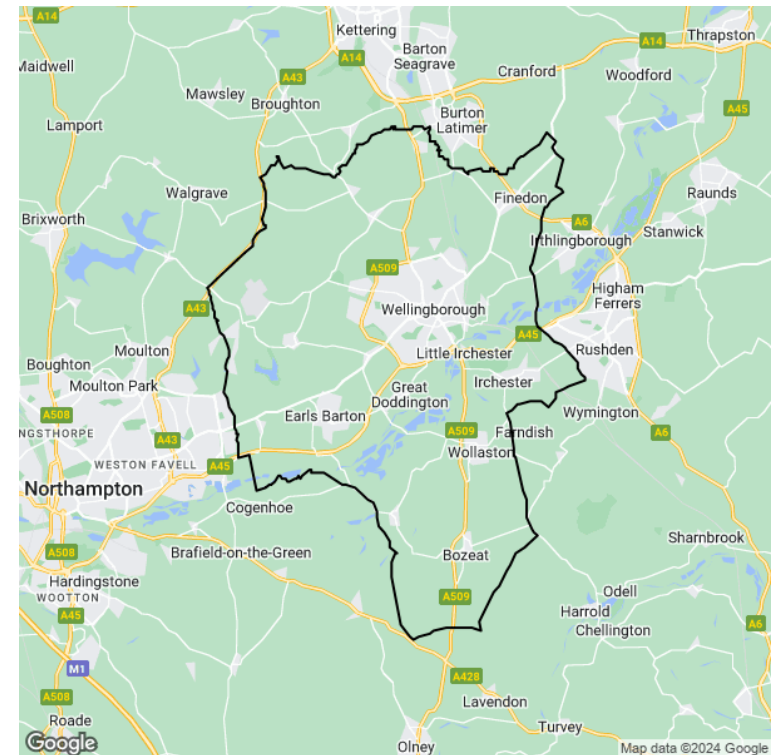 A14
Kettering
Thrapston
Barton
Seagrave
A14
A14
Maidwell
A43
Cranford
Woodford
Mawsley
Broughton
A45
Burton
Latimer
Lamport
Walgrave
Raunds
Finedon
Brixworth
A6
Stanwick
Irthlingborough
A509
Higham
Ferrers
A43
Wellingborough
A45
Moulton
Little Irchester
Rushden
Boughton
Irchester
Moulton Park
Great
Doddington
Wymington
A508
Earls Barton
NGSTHORPE
A43
A509
Farndish
A6
WESTON FAVELL
A45
Wollaston
Northampton
Cogenhoe
Sharnbrook
A508
Brafield-on-the-Green
Bozeat
Hardingstone
WOOTTON
A509
Odell
Harrold
A45
Chellington
A6
M1
A428
A508
Lavendon
Roade
Turvey
Google
Olney
Map data ©2024 Google